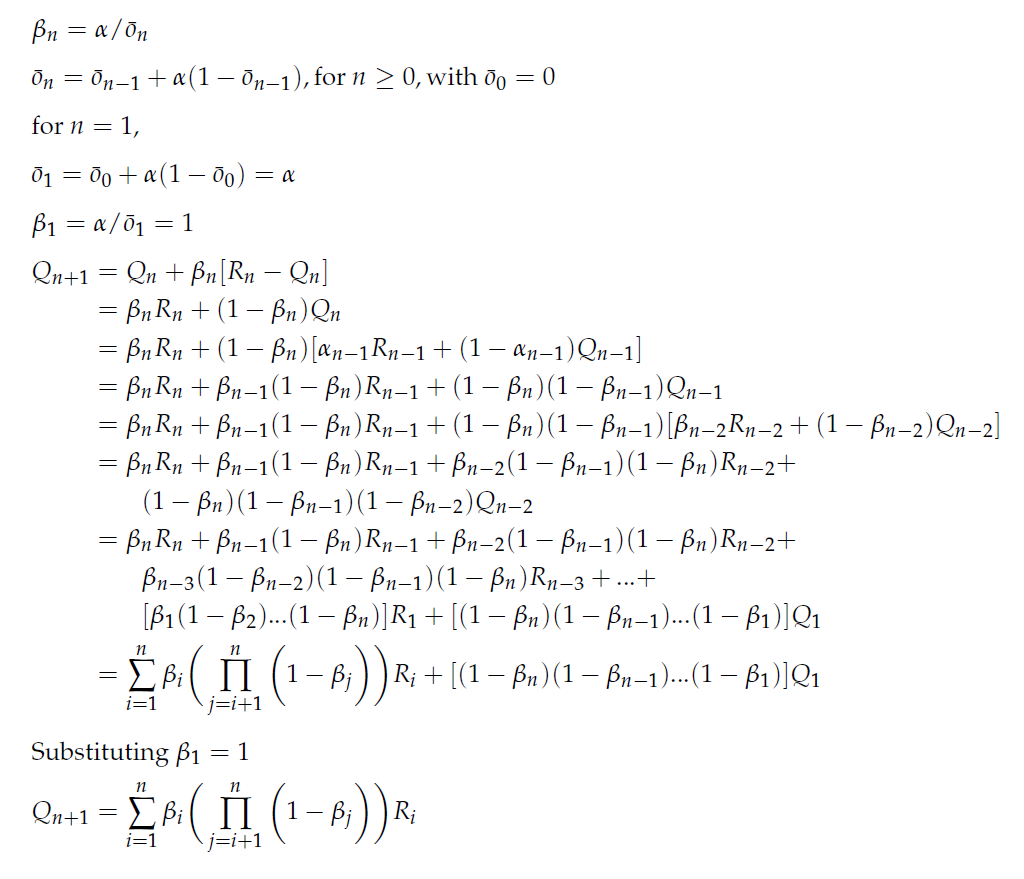 βₙ = α/ōₙ
ōₙ = ōₙ₋₁ + α(1 − ōₙ₋₁), for n ≥ 0, with ō₀ = 0
for n = 1,
ō₁ = ō₀ + α(1 − ō₀) = α
β₁ = α/ō₁ = 1
Qₙ₊₁ = Qₙ + βₙ[Rₙ − Qₙ]
= βₙRₙ + (1 − βₙ)Qₙ
= βₙRₙ + (1 − βₙ)[αₙ₋₁Rₙ₋₁ + (1 − αₙ₋₁)Qₙ₋₁]
= βₙRₙ + βₙ₋₁(1 − βₙ)Rₙ₋₁ + (1 − βₙ)(1 − βₙ₋₁)Qₙ₋₁
= βₙRₙ + βₙ₋₁(1 − βₙ)Rₙ₋₁ + (1 − βₙ)(1 − βₙ₋₁)[βₙ₋₂Rₙ₋₂ + (1 − βₙ₋₂)Qₙ₋₂]
= βₙRₙ + βₙ₋₁(1 − βₙ)Rₙ₋₁ + βₙ₋₂(1 − βₙ₋₁)(1 − βₙ)Rₙ₋₂+
(1 − βₙ)(1 − βₙ₋₁)(1 − βₙ₋₂)Qₙ₋₂
= βₙRₙ + βₙ₋₁(1 − βₙ)Rₙ₋₁ + βₙ₋₂(1 − βₙ₋₁)(1 − βₙ)Rₙ₋₂+
βₙ₋₃(1 − βₙ₋₂)(1 − βₙ₋₁)(1 − βₙ)Rₙ₋₃ + ...+
[β₁(1 − β₂)...(1 − βₙ)]R₁ + [(1 − βₙ)(1 − βₙ₋₁)...(1 − β₁)]Q₁
= ∑ᵢ₌₁ⁿ βᵢ(∏ⱼ₌ᵢ₊₁ⁿ (1 − βⱼ))Rᵢ + [(1 − βₙ)(1 − βₙ₋₁)...(1 − β₁)]Q₁
Substituting β₁ = 1
Qₙ₊₁ = ∑ᵢ₌₁ⁿ βᵢ(∏ⱼ₌ᵢ₊₁ⁿ (1 − βⱼ))Rᵢ